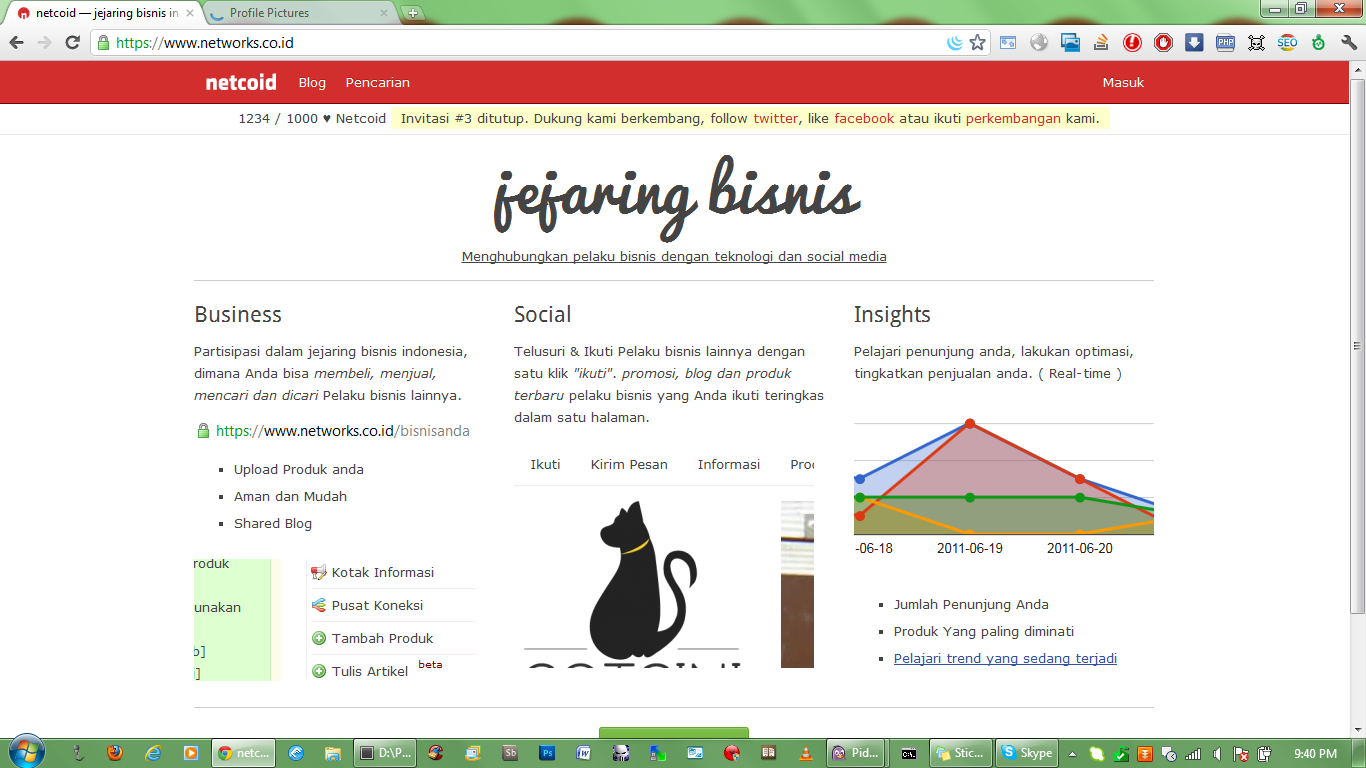 netcoid — jejaring bisnis in
Profile Pictures
https://www.networks.co.id
PHP
SEO
netcoid Blog Pencarian Masuk
1234 / 1000 ♥ Netcoid Invitasi #3 ditutup. Dukung kami berkembang, follow twitter, like facebook atau ikuti perkembangan kami.
jejaring bisnis
Menghubungkan pelaku bisnis dengan teknologi dan social media
Business
Partisipasi dalam jejaring bisnis indonesia,
dimana Anda bisa membeli, menjual,
mencari dan dicari Pelaku bisnis lainnya.
https://www.networks.co.id/bisnisanda
Upload Produk anda
Aman dan Mudah
Shared Blog
roduk
unakan
b]
]
Kotak Informasi
Pusat Koneksi
Tambah Produk
Tulis Artikel beta
Social
Telusuri & Ikuti Pelaku bisnis lainnya dengan
satu klik "ikuti". promosi, blog dan produk
terbaru pelaku bisnis yang Anda ikuti teringkas
dalam satu halaman.
Ikuti Kirim Pesan Informasi Pro
Insights
Pelajari penunjung anda, lakukan optimasi,
tingkatkan penjualan anda. ( Real-time )
-06-18 2011-06-19 2011-06-20
Jumlah Penunjung Anda
Produk Yang paling diminati
Pelajari trend yang sedang terjadi
netc... D:\P... Sb Ps Pid... Stic... Skype 9:40 PM